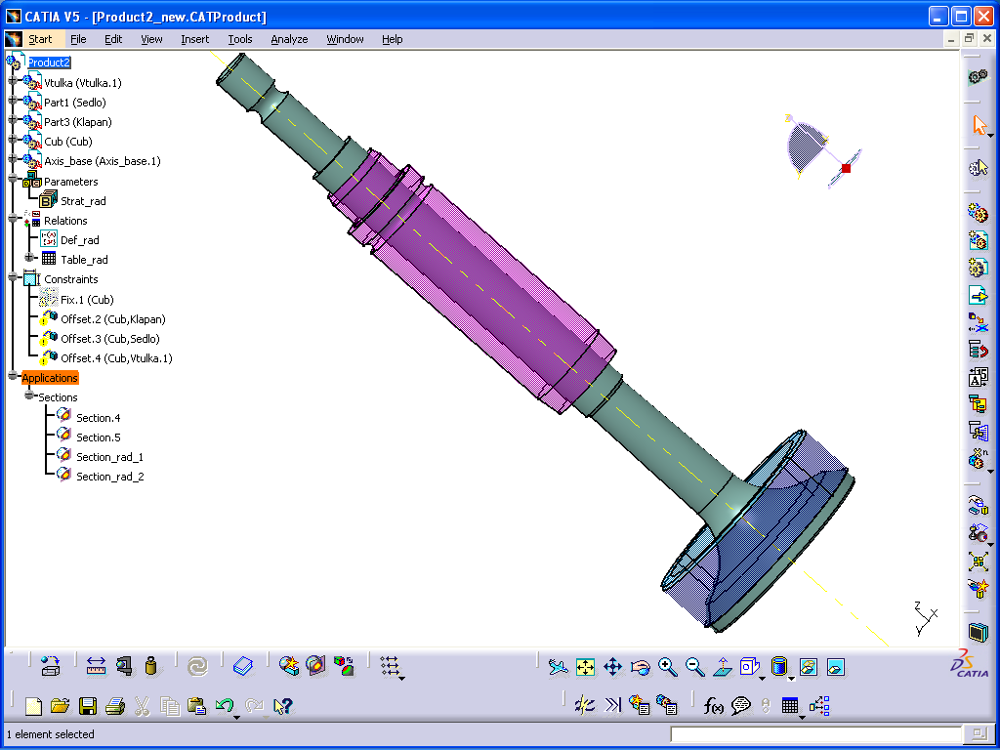 CATIA V5 - [Product2_new.CATProduct]
Start File Edit View Insert Tools Analyze Window Help
Product2
Vtulka (Vtulka.1)
Part1 (Sedlo)
Part3 (Klapan)
Cub (Cub)
Axis_base (Axis_base.1)
Parameters
Strat_rad
Relations
Def_rad
Table_rad
Constraints
Fix.1 (Cub)
Offset.2 (Cub,Klapan)
Offset.3 (Cub,Sedlo)
Offset.4 (Cub,Vtulka.1)
Applications
Sections
Section.4
Section.5
Section_rad_1
Section_rad_2
z
x
y
CATIA
f(x)
1 element selected